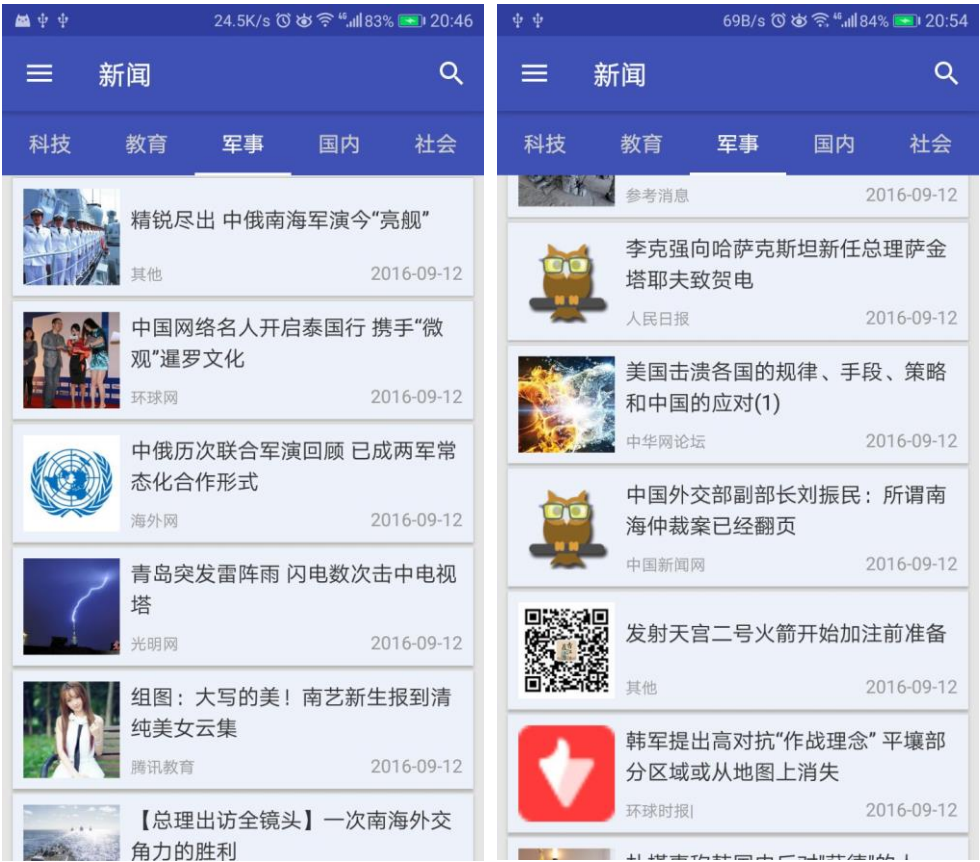 24.5K/s 83% 20:46
新闻
科技 教育 军事 国内 社会
精锐尽出 中俄南海军演今“亮舰”
其他 2016-09-12
中国网络名人开启泰国行 携手“微
观”暹罗文化
环球网 2016-09-12
中俄历次联合军演回顾 已成两军常
态化合作形式
海外网 2016-09-12
青岛突发雷阵雨 闪电数次击中电视
塔
光明网 2016-09-12
组图：大写的美！南艺新生报到清
纯美女云集
腾讯教育 2016-09-12
【总理出访全镜头】一次南海外交
角力的胜利
69B/s 84% 20:54
新闻
科技 教育 军事 国内 社会
参考消息 2016-09-12
李克强向哈萨克斯坦新任总理萨金
塔耶夫致贺电
人民日报 2016-09-12
美国击溃各国的规律、手段、策略
和中国的应对(1)
中华网论坛 2016-09-12
中国外交部副部长刘振民：所谓南
海仲裁案已经翻页
中国新闻网 2016-09-12
发射天宫二号火箭开始加注前准备
其他 2016-09-12
韩军提出高对抗“作战理念” 平壤部
分区域或从地图上消失
环球时报| 2016-09-12